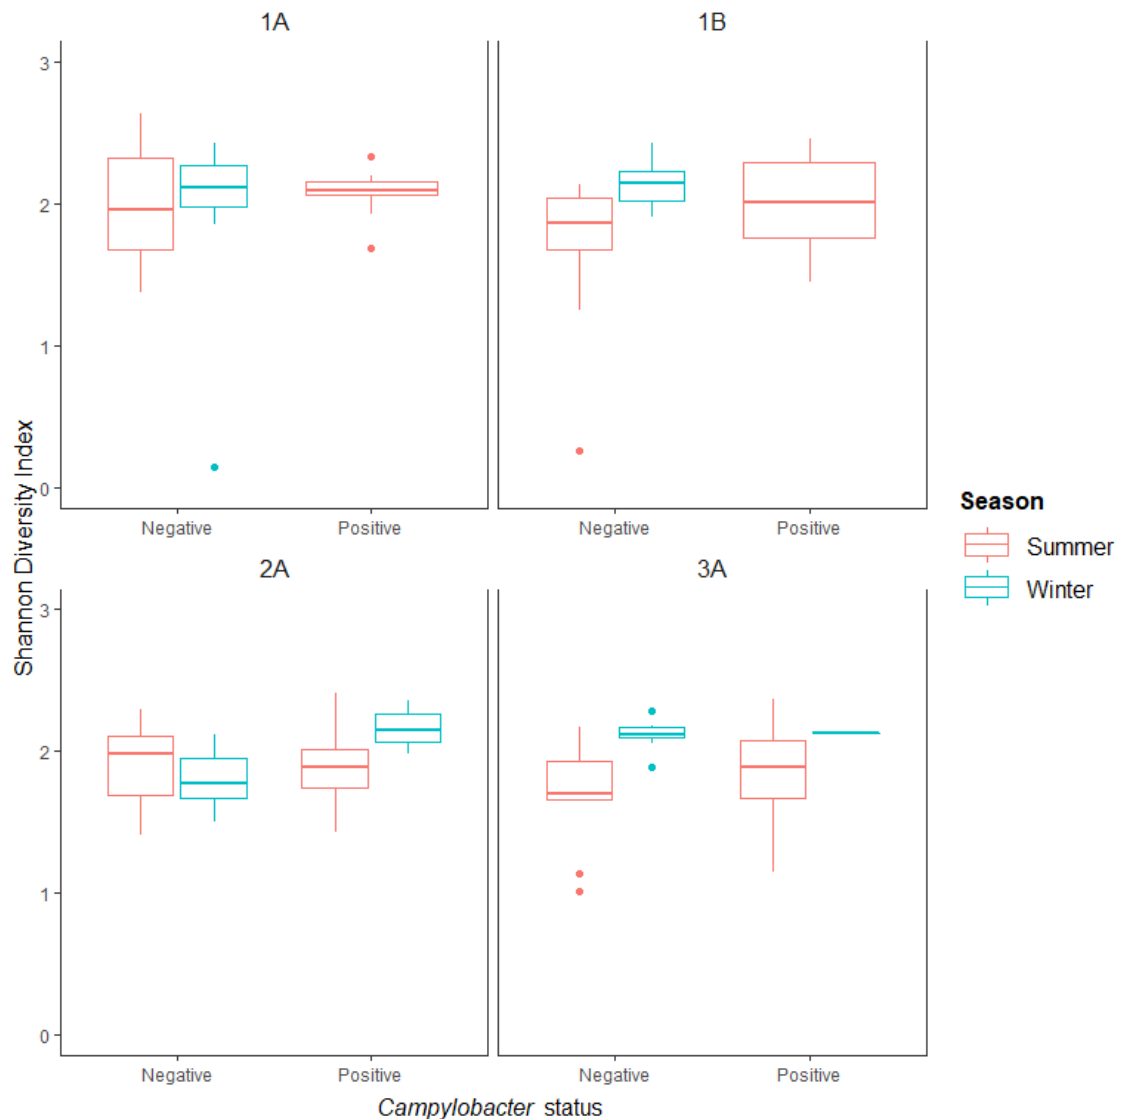 1A
1B
3
2
1
0
Negative
Positive
Negative
Positive
2A
3A
3
2
1
0
Negative
Positive
Negative
Positive
Shannon Diversity Index
Campylobacter status
Season
Summer
Winter